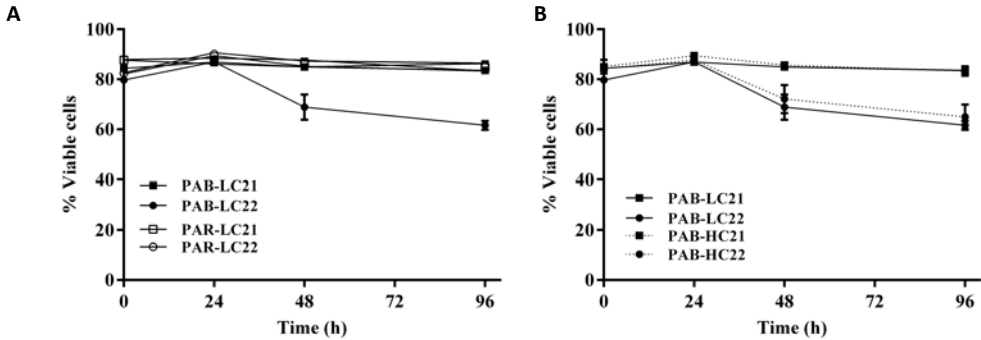 A
100
80
60
40
20
0
% Viable cells
PAB-LC21
PAB-LC22
PAR-LC21
PAR-LC22
0 24 48 72 96
Time (h)
B
100
80
60
40
20
0
% Viable cells
PAB-LC21
PAB-LC22
PAB-HC21
PAB-HC22
0 24 48 72 96
Time (h)